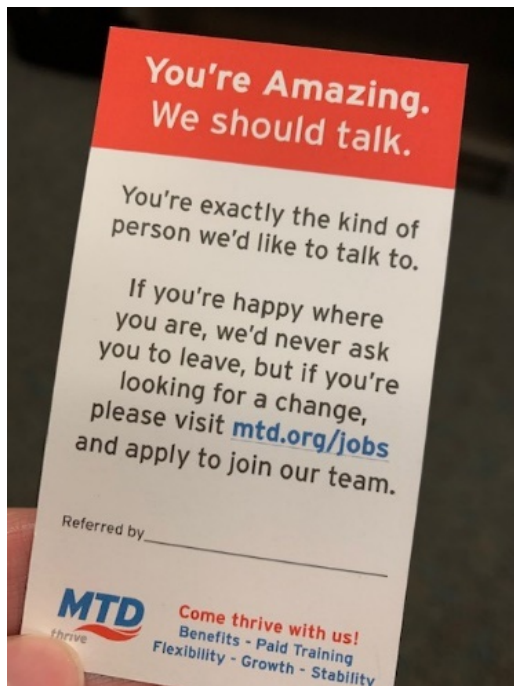 You're Amazing.
We should talk.
You're exactly the kind of
person we'd like to talk to.
If you're happy where
you are, we'd never ask
you to leave, but if you're
looking for a change,
please visit mtd.org/jobs
and apply to join our team.
Referred by
MTD
thrive
Come thrive with us!
Benefits - Paid Training
Flexibility - Growth - Stability